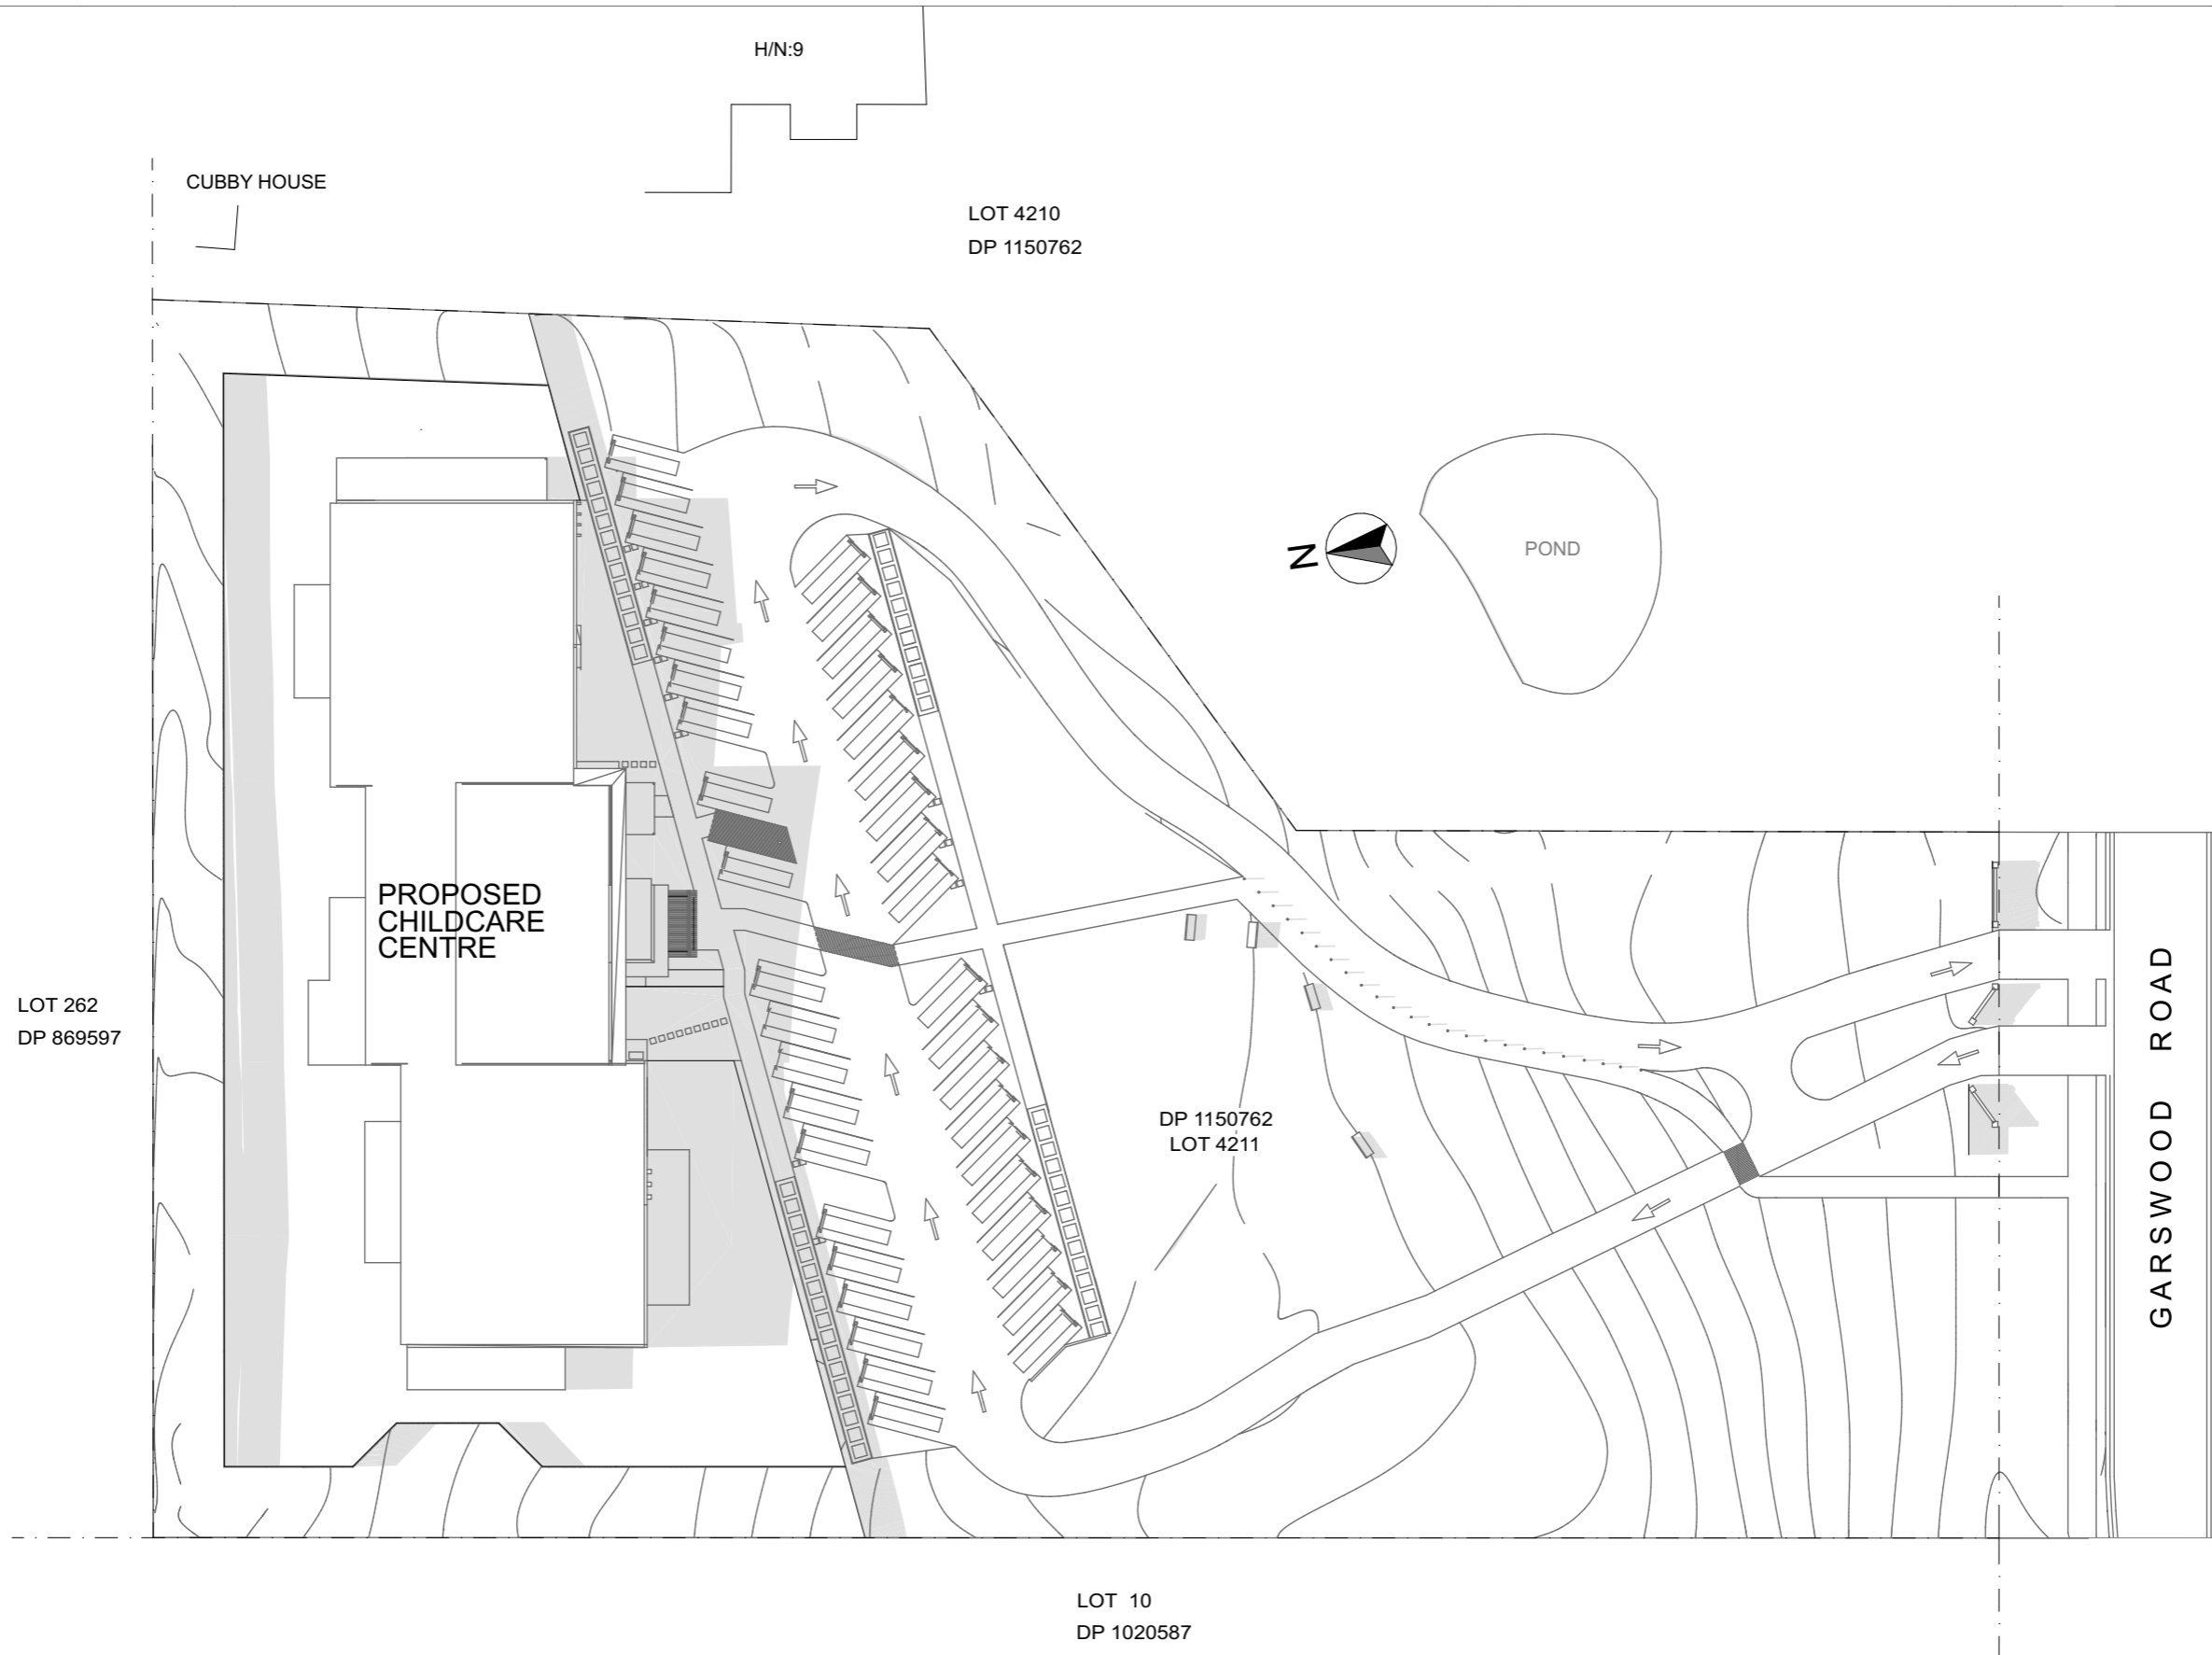 H/N:9
CUBBY HOUSE
LOT 4210
DP 1150762
N
POND
PROPOSED
CHILDCARE
CENTRE
LOT 262
DP 869597
DP 1150762
LOT 4211
GARSWOOD ROAD
LOT 10
DP 1020587